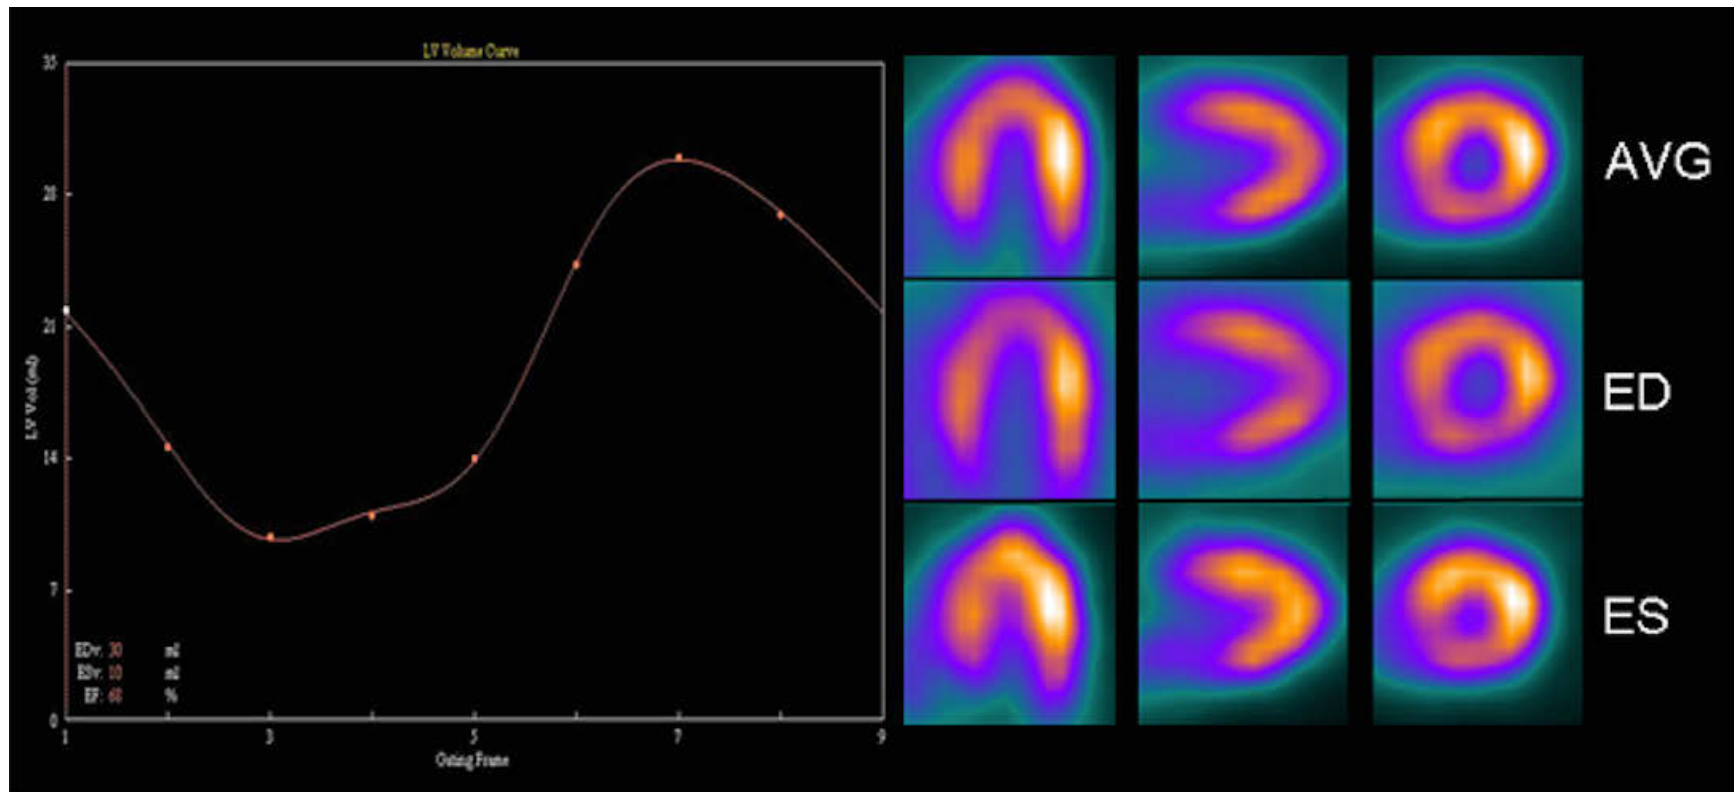 LV Volume Curve
35
28
21
14
7
0
LV Vol (ml)
EDv: 30 ml
ESv: 10 ml
EF: 68 %
1 3 5 7 9
Gating Frame
AVG
ED
ES